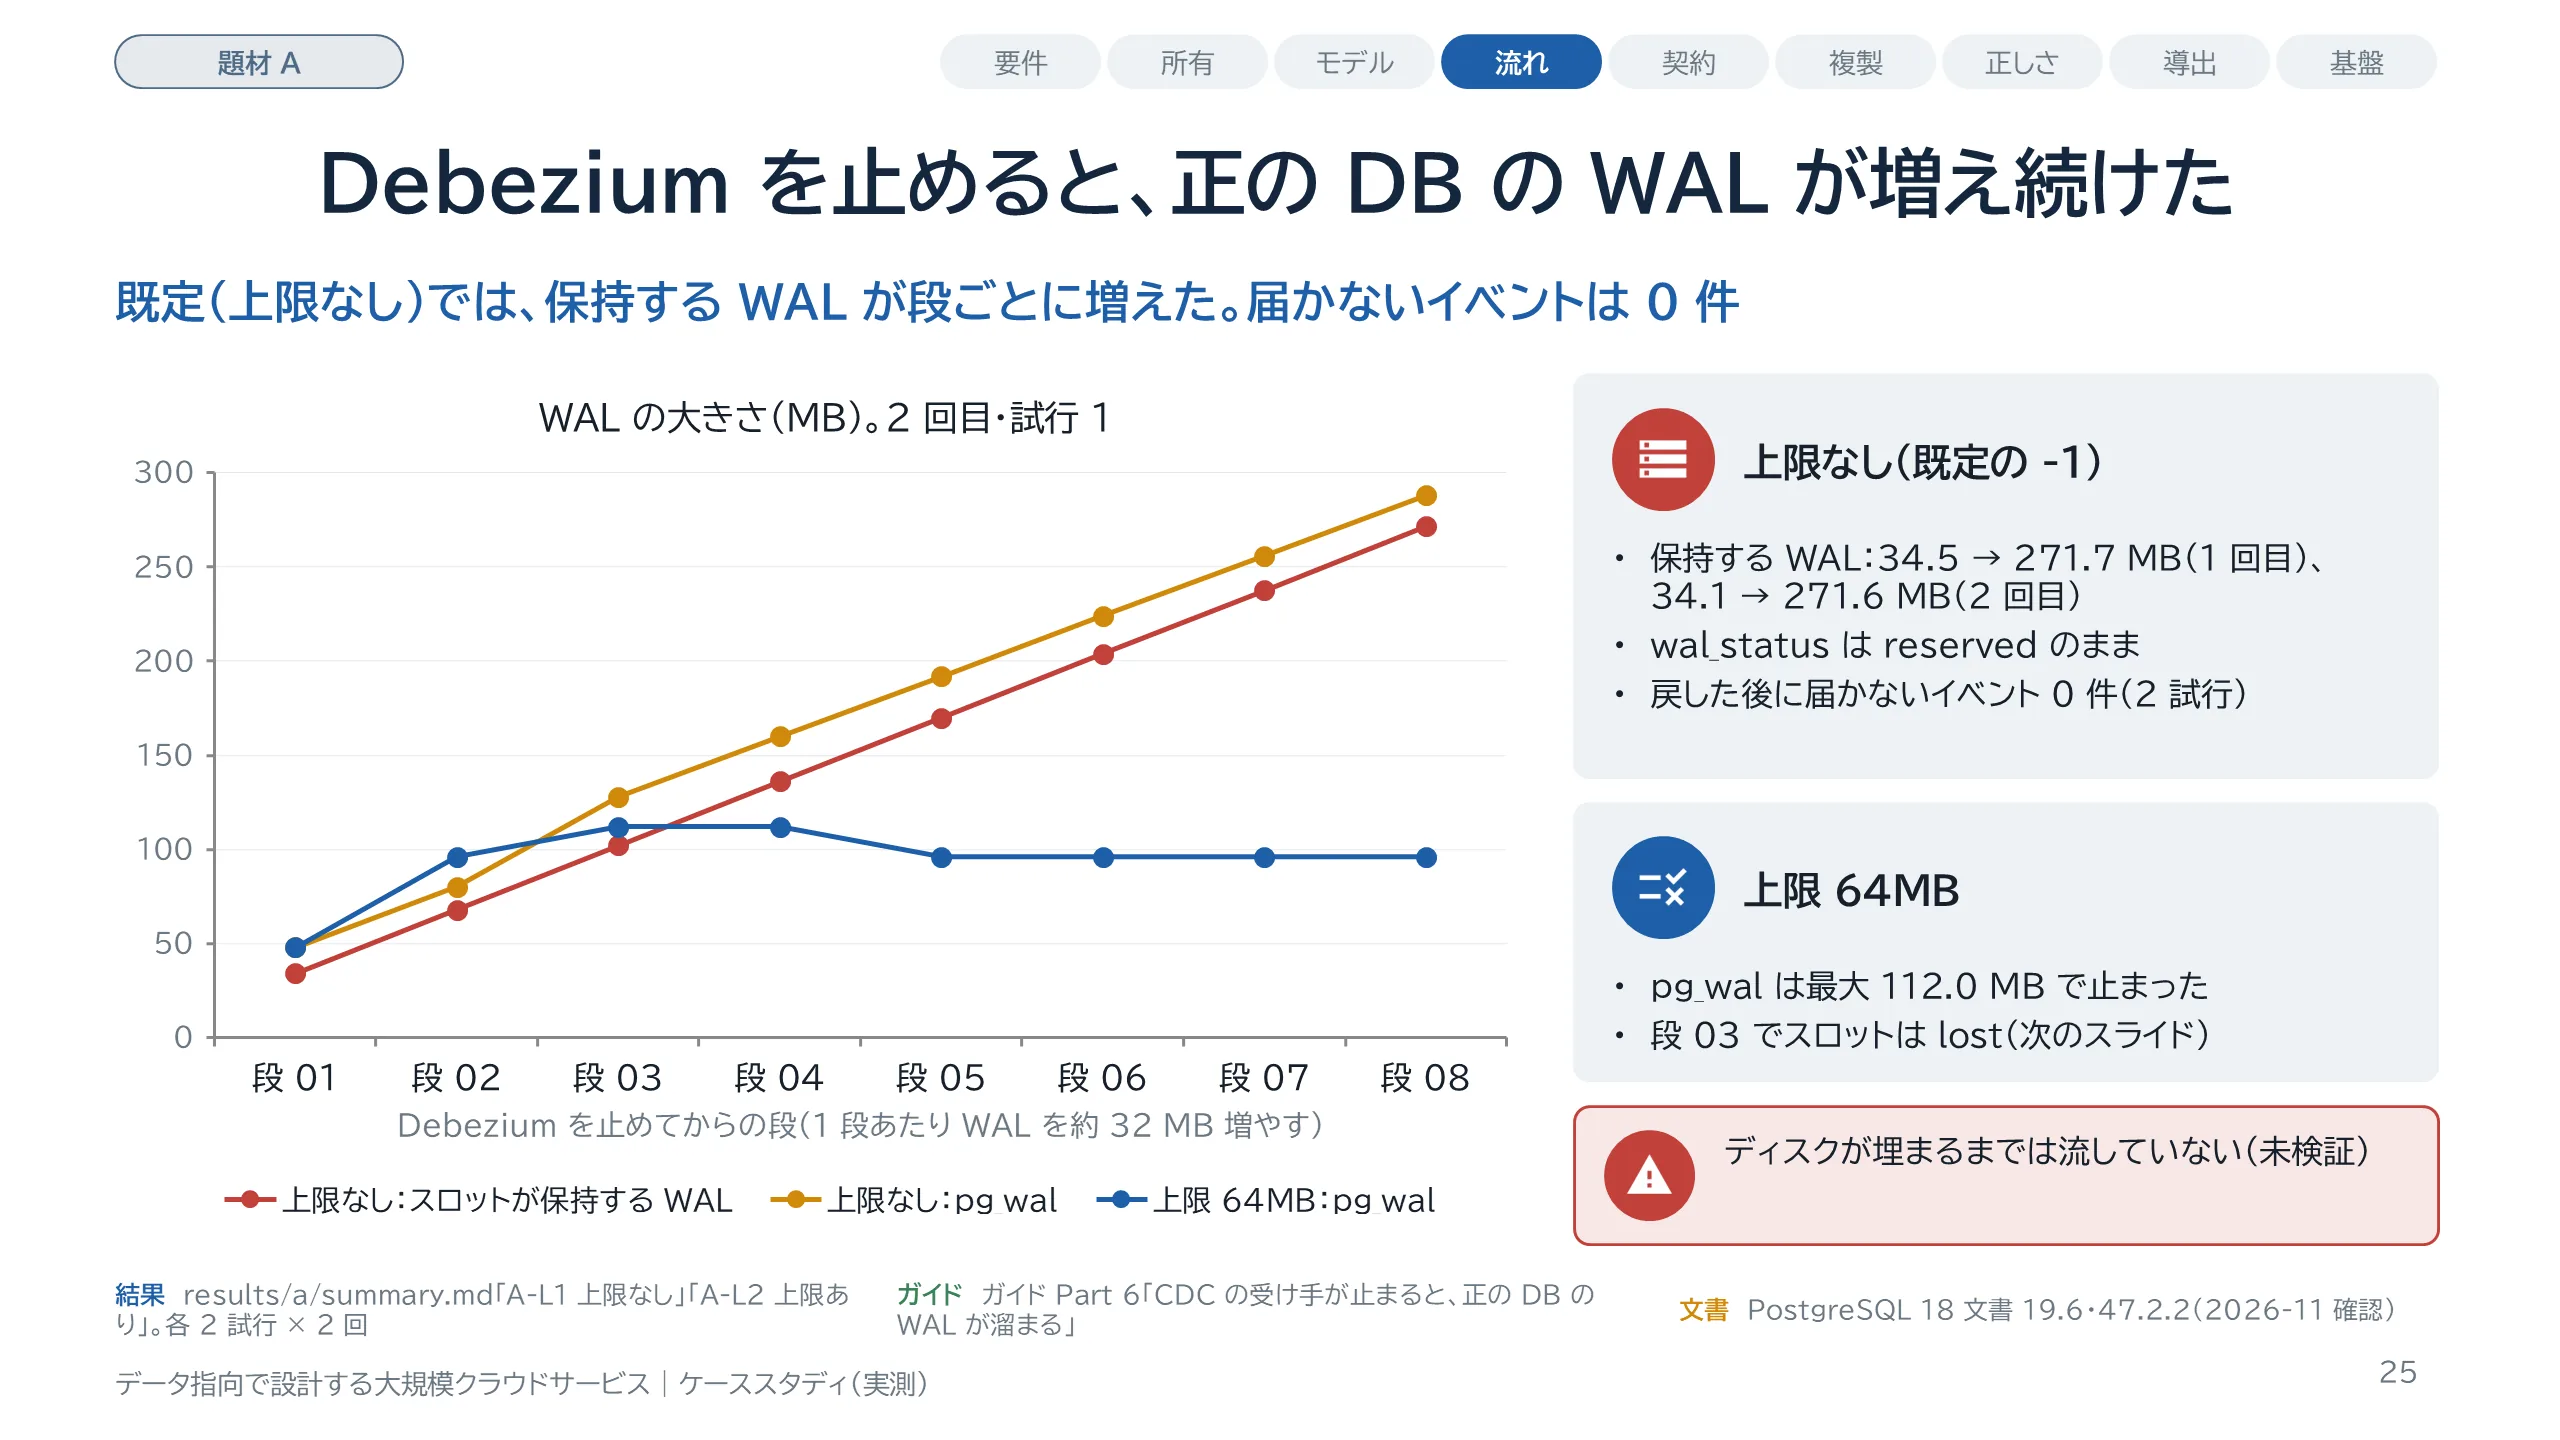 題材 A
要件
所有
モデル
流れ
契約
複製
正しさ
導出
基盤
Debezium を止めると、正の DB の WAL が増え続けた
既定(上限なし)では、保持する WAL が段ごとに増えた。届かないイベントは 0 件
WAL の大きさ(MB)。2 回目・試行 1
300
250
200
150
100
50
0
段 01
段 02
段 03
段 04
段 05
段 06
段 07
段 08
Debezium を止めてからの段(1 段あたり WAL を約 32 MB 増やす)
上限なし:スロットが保持する WAL
上限なし:pg_wal
上限 64MB:pg_wal
上限なし(既定の -1)
• 保持する WAL:34.5 → 271.7 MB(1 回目)、
34.1 → 271.6 MB(2 回目)
• wal_status は reserved のまま
• 戻した後に届かないイベント 0 件(2 試行)
上限 64MB
• pg_wal は最大 112.0 MB で止まった
• 段 03 でスロットは lost(次のスライド)
ディスクが埋まるまでは流していない(未検証)
結果 results/a/summary.md「A-L1 上限なし」「A-L2 上限あ
り」。各 2 試行 × 2 回
ガイド ガイド Part 6「CDC の受け手が止まると、正の DB の
WAL が溜まる」
文書 PostgreSQL 18 文書 19.6・47.2.2(2026-11 確認)
データ指向で設計する大規模クラウドサービス｜ケーススタディ(実測)
25